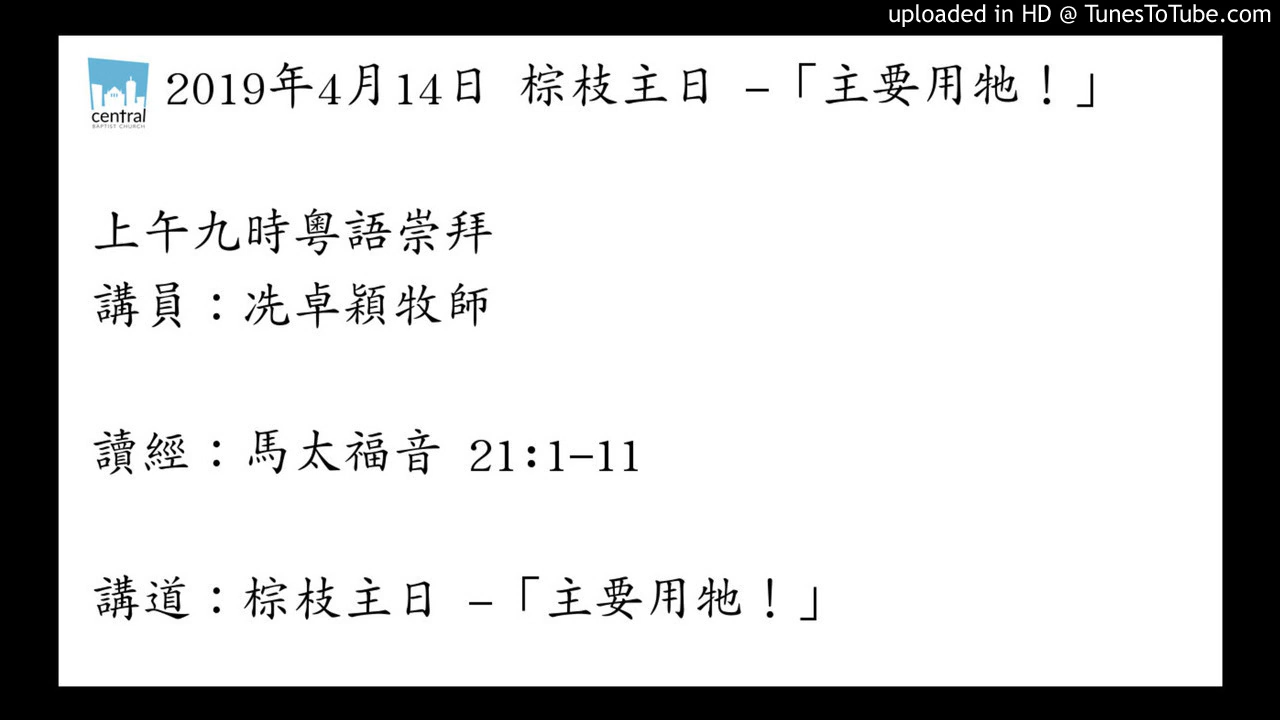 uploaded in HD @ TunesToTube.com
2019年4月14日 棕枝主日 –「主要用牠！」
central
BAPTIST CHURCH
上午九時粵語崇拜
講員：冼卓穎牧師
讀經：馬太福音 21:1–11
講道：棕枝主日 –「主要用牠！」